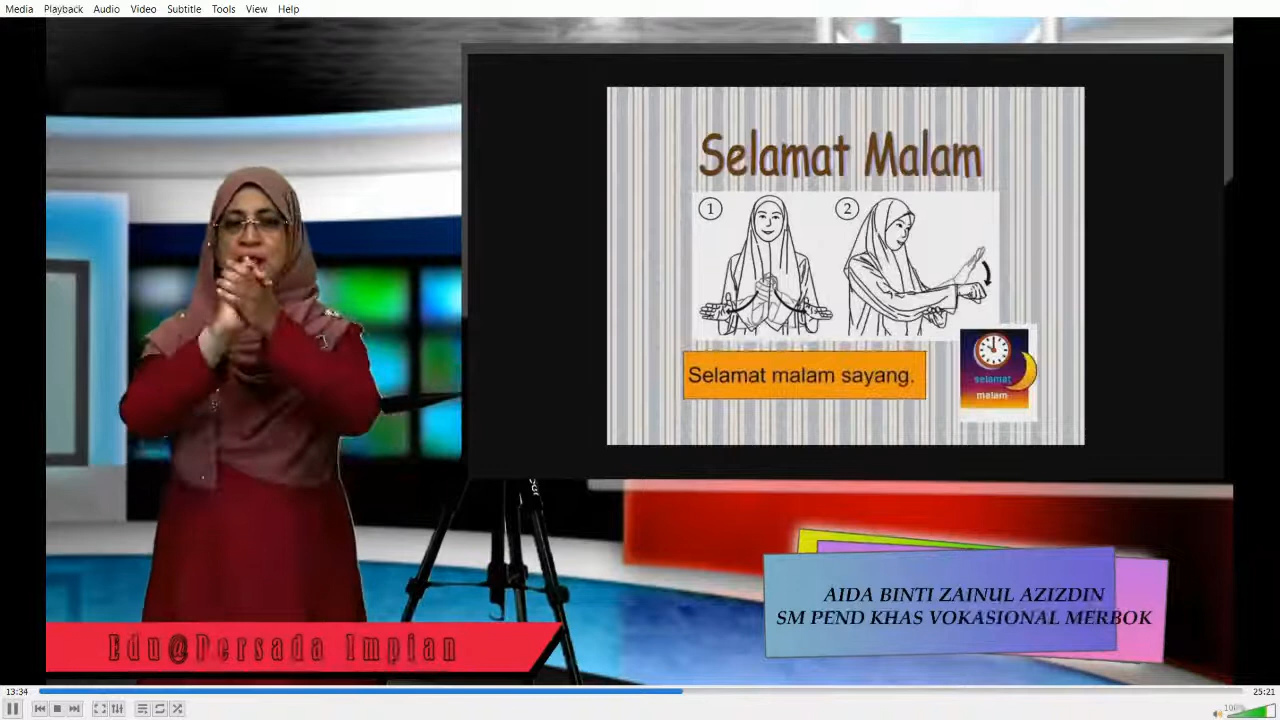 Media Playback Audio Video Subtitle Tools View Help
Selamat Malam
1 2
Selamat malam sayang.
selamat
malam
AIDA BINTI ZAINUL AZIZDIN
SM PEND KHAS VOKASIONAL MERBOK
Edu@Persada Impian
13:34 25:21
100%